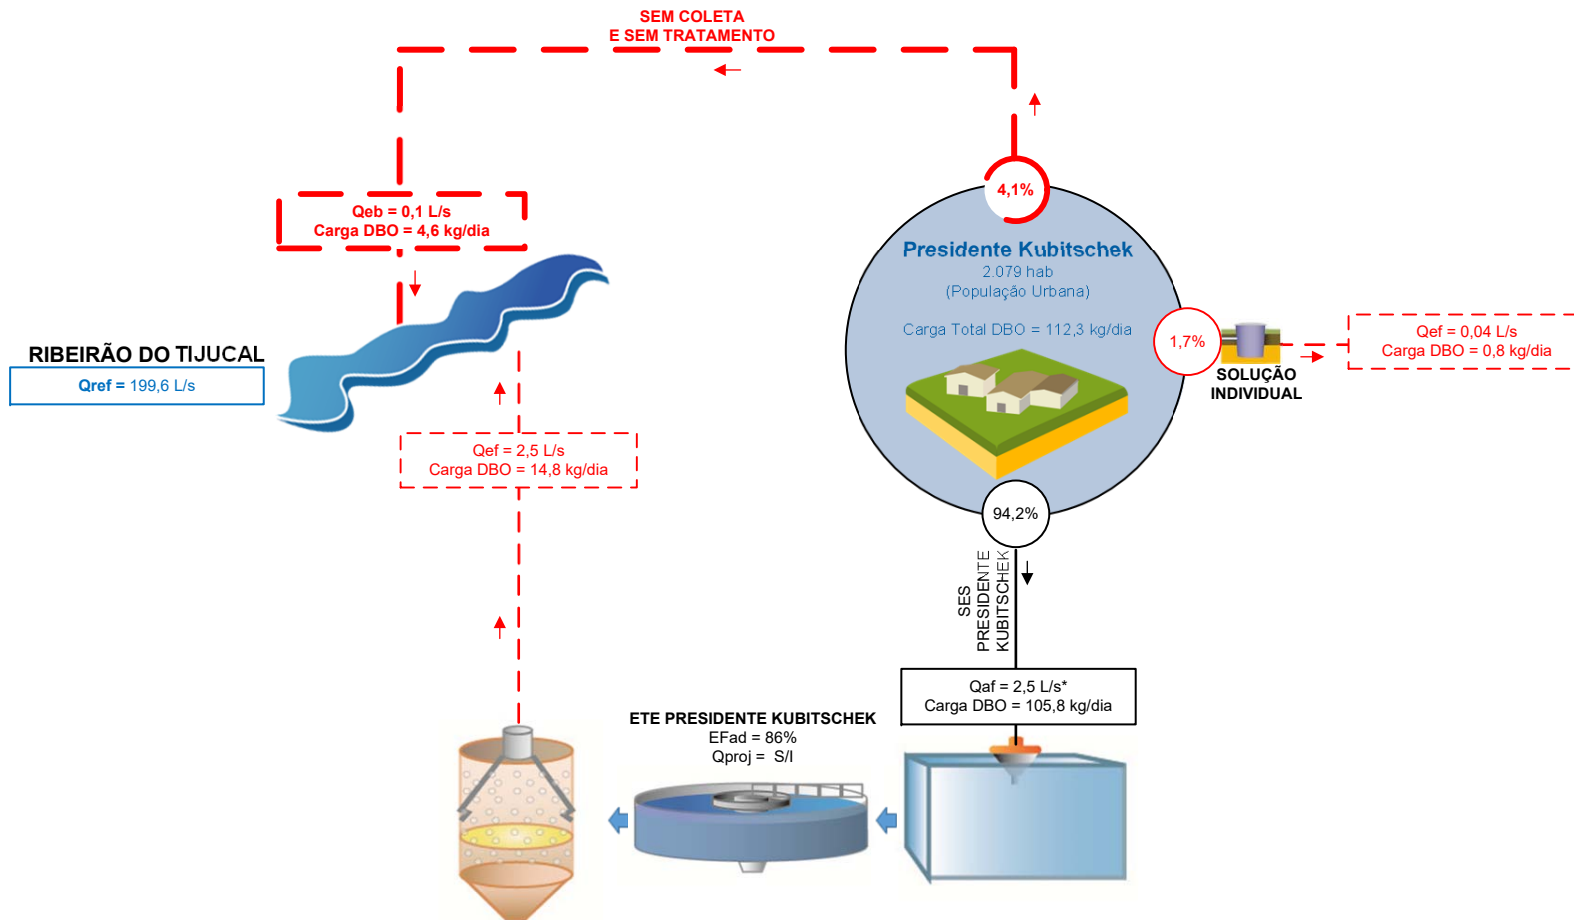 SEM COLETA
E SEM TRATAMENTO
4,1%
Qeb = 0,1 L/s
Carga DBO = 4,6 kg/dia
Presidente Kubitschek
2.079 hab
(População Urbana)
Carga Total DBO = 112,3 kg/dia
1,7%
SOLUÇÃO
INDIVIDUAL
Qef = 0,04 L/s
Carga DBO = 0,8 kg/dia
RIBEIRÃO DO TIJUCAL
Qref = 199,6 L/s
Qef = 2,5 L/s
Carga DBO = 14,8 kg/dia
94,2%
SES
PRESIDENTE
KUBITSCHEK
Qaf = 2,5 L/s*
Carga DBO = 105,8 kg/dia
ETE PRESIDENTE KUBITSCHEK
EFad = 86%
Qproj = S/I